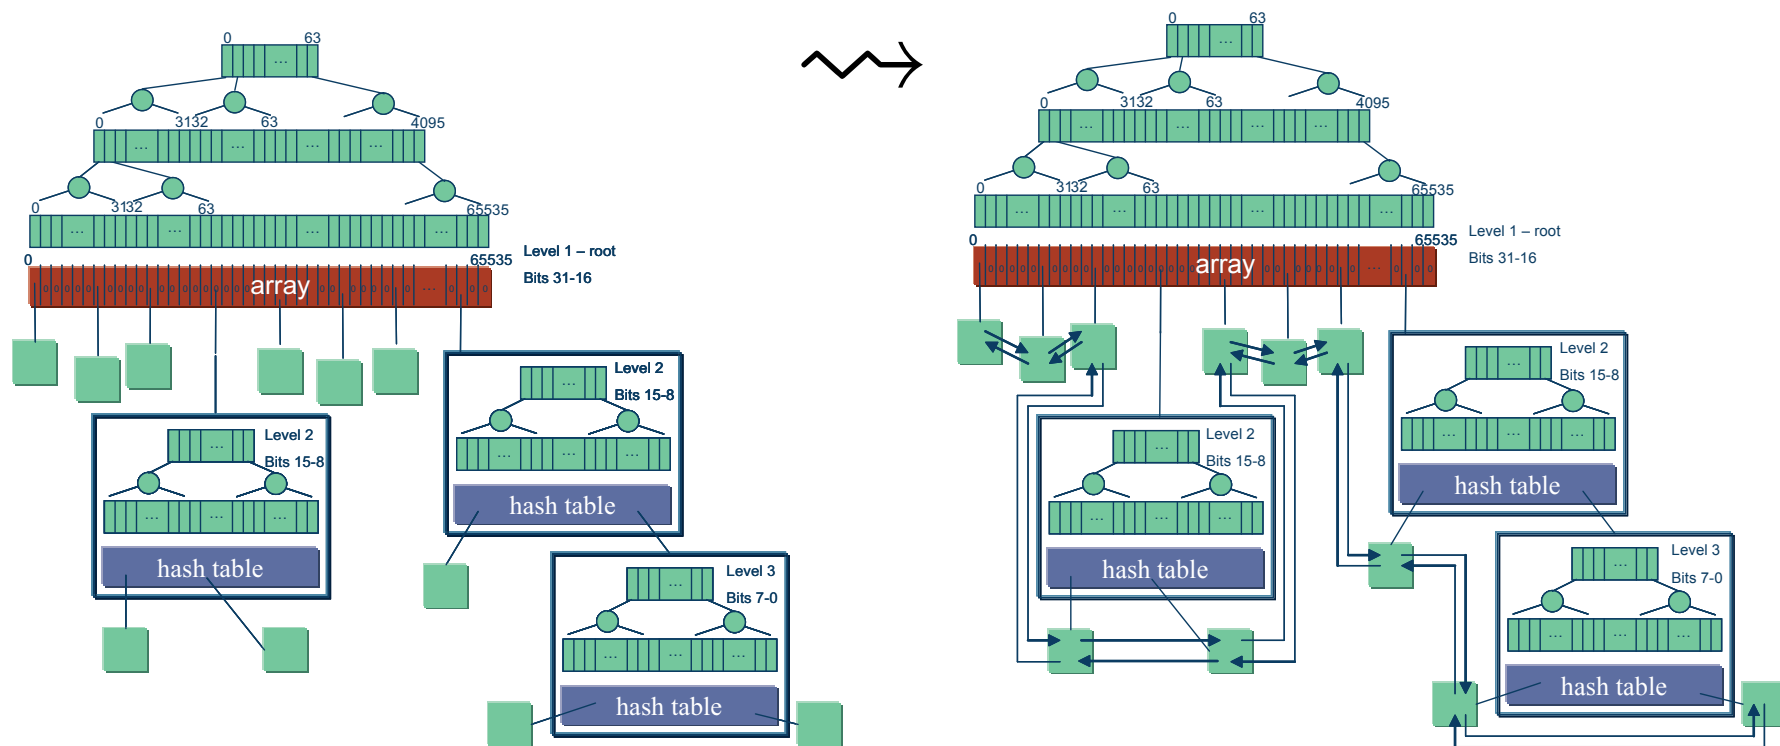 0 63
...
0 3132 63 4095
... ... ... ...
0 3132 63 65535
... ... ... ... ...
Level 1 – root
0 65535
Bits 31-16
array
...
Level 2
Bits 15-8
...
... ... ...
hash table
Level 2
Bits 15-8
...
... ... ...
hash table
Level 3
Bits 7-0
...
... ... ...
hash table
0 63
...
0 3132 63 4095
... ... ... ...
0 3132 63 65535
... ... ... ... ...
Level 1 – root
0 65535
Bits 31-16
array
...
Level 2
Bits 15-8
...
... ... ...
hash table
Level 2
Bits 15-8
...
... ... ...
hash table
Level 3
Bits 7-0
...
... ... ...
hash table